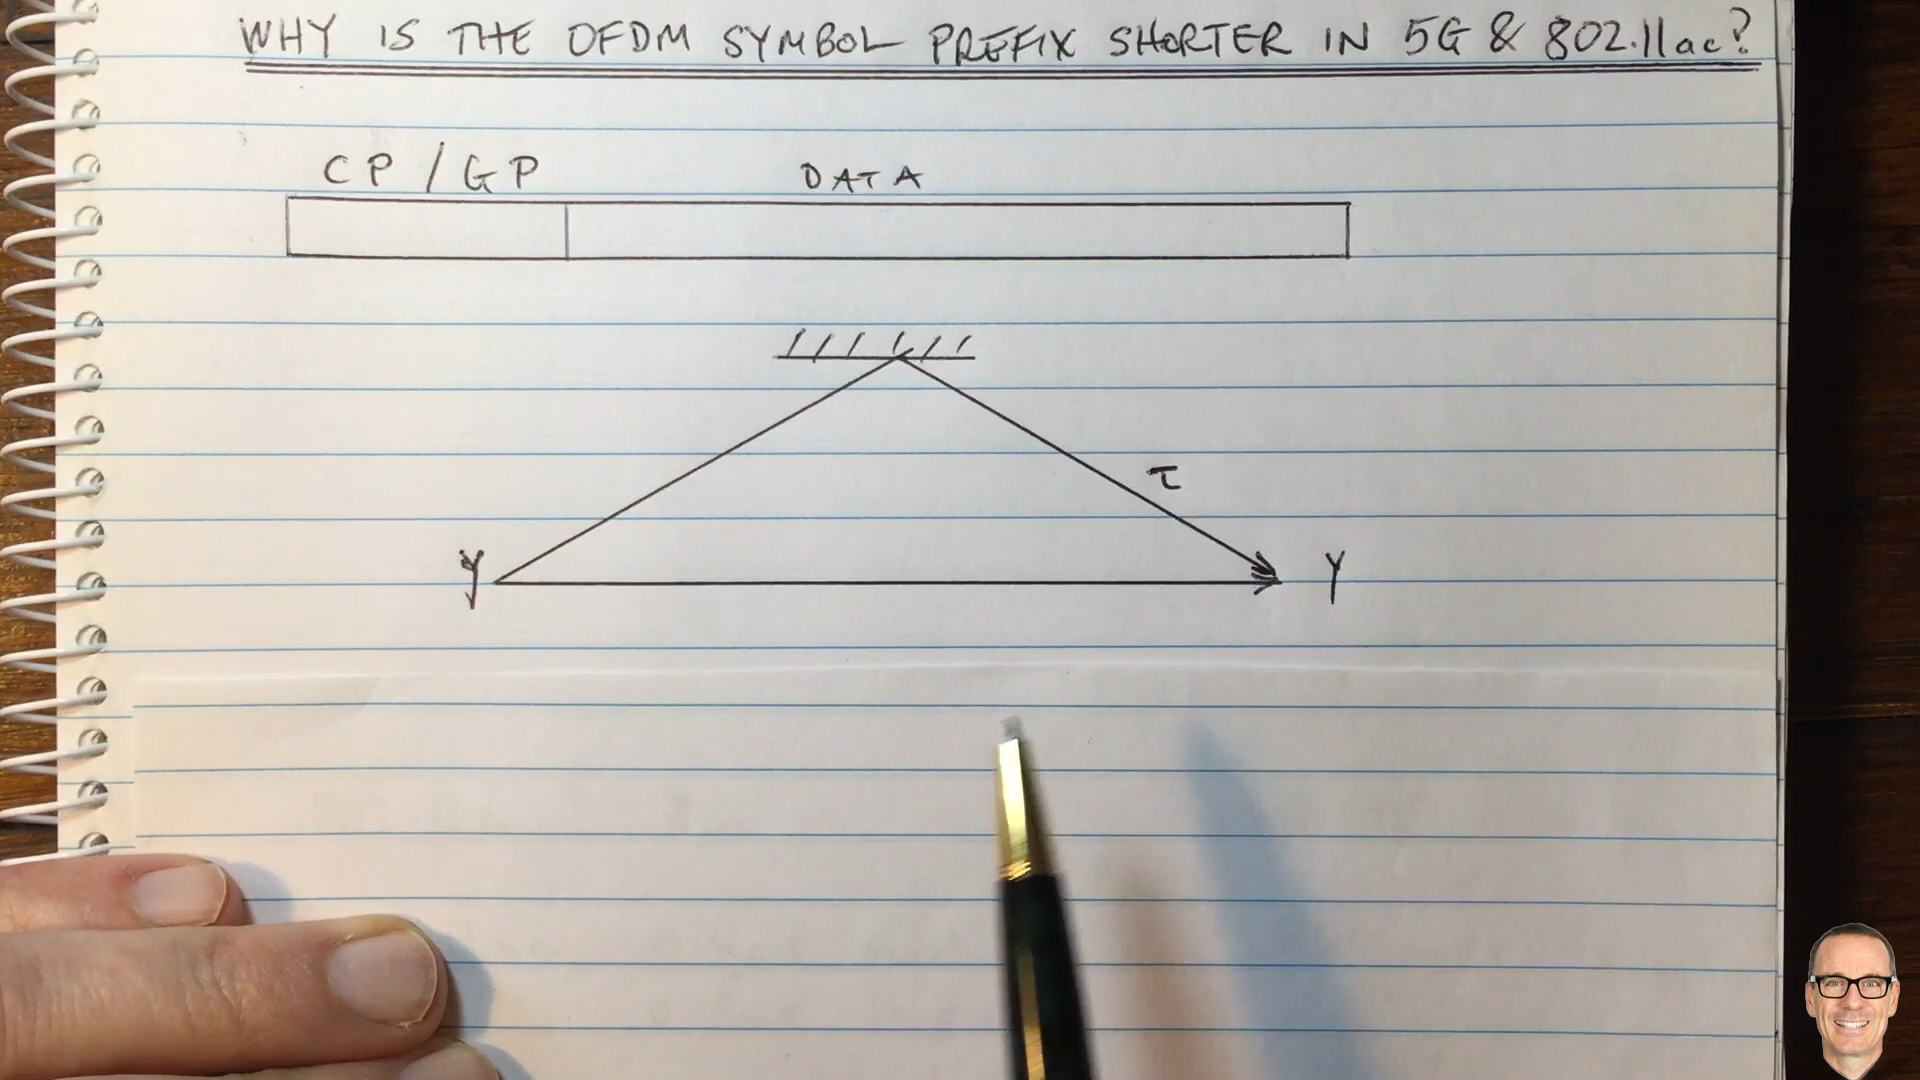 WHY IS THE OFDM SYMBOL PREFIX SHORTER IN 5G & 802.11ac?
CP / GP DATA
τ